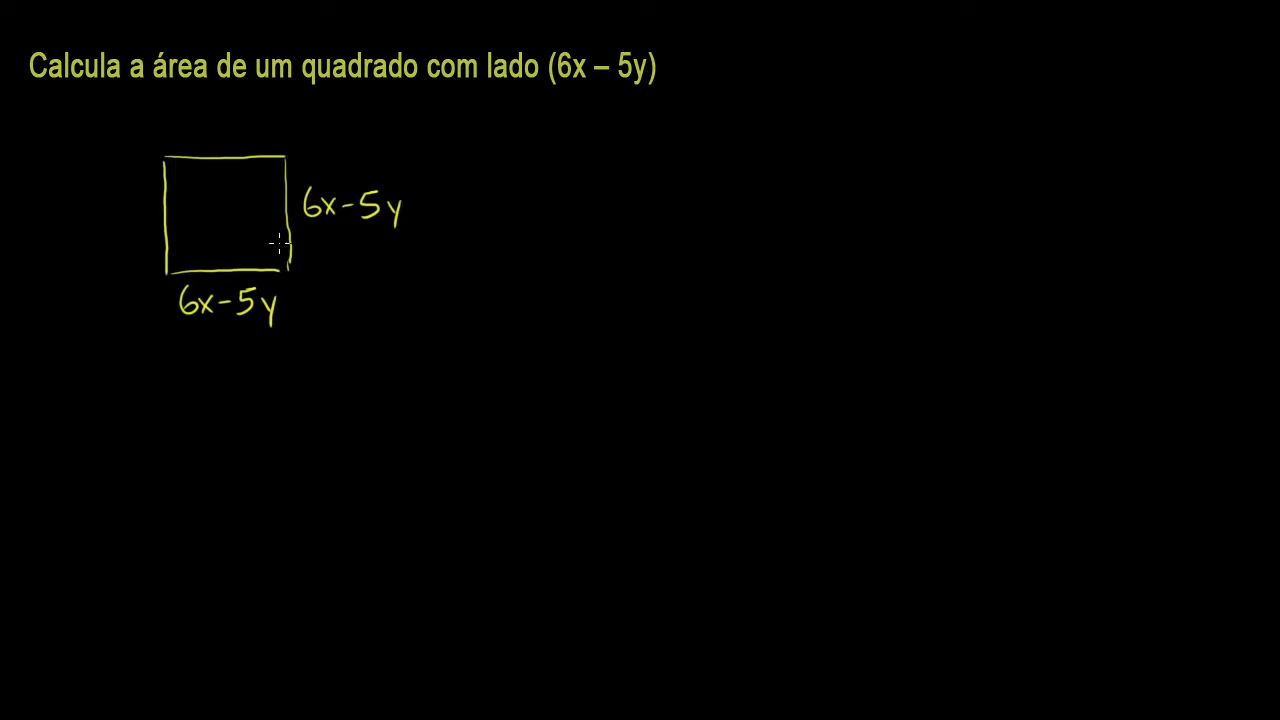 Calcula a área de um quadrado com lado (6x – 5y)
6x-5y
6x-5y